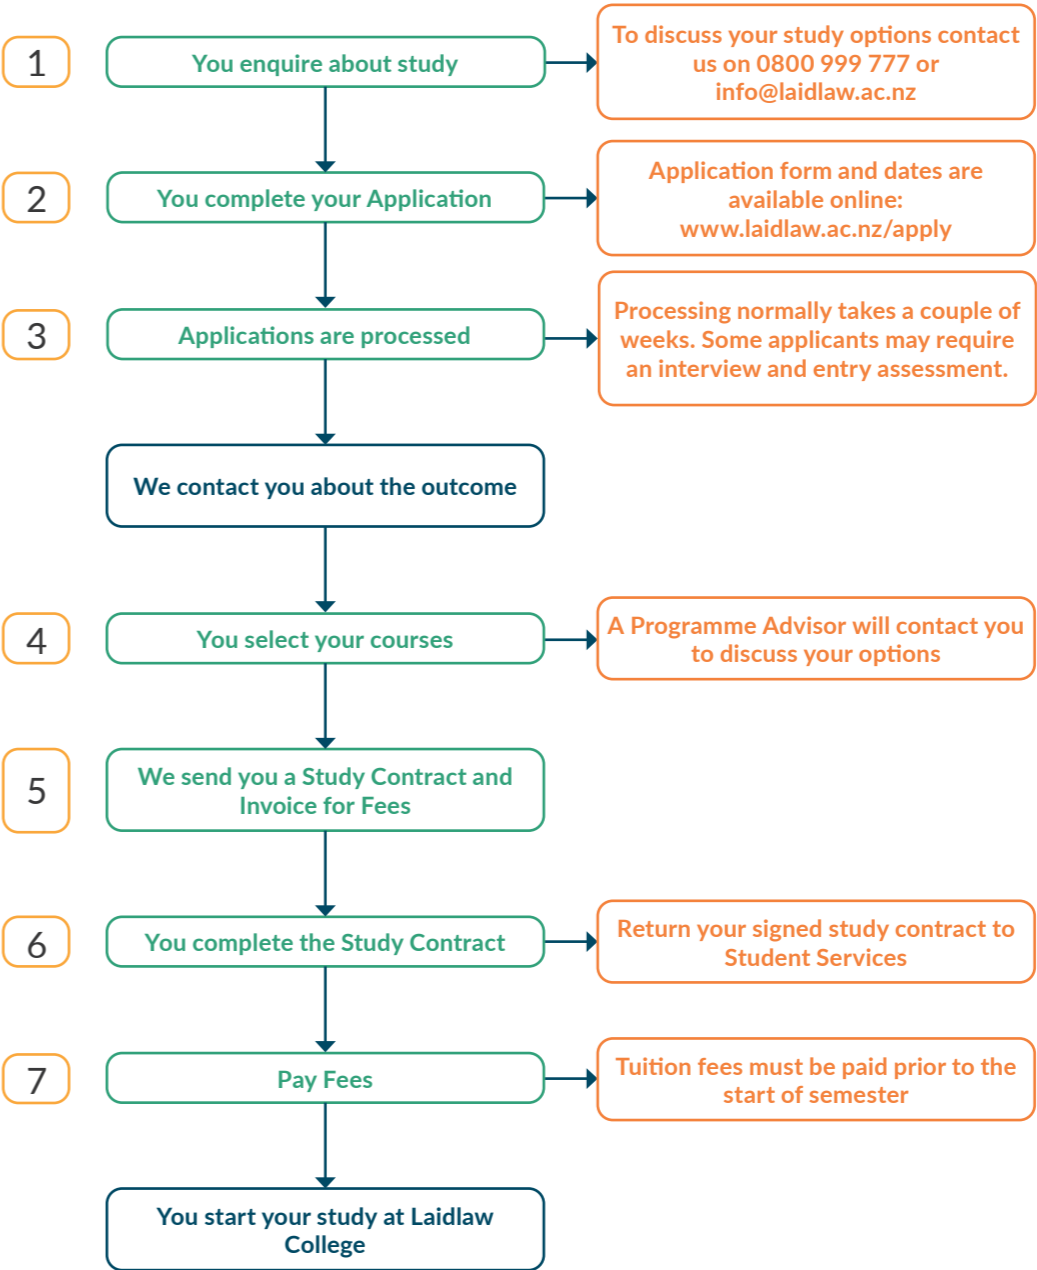 1
You enquire about study
To discuss your study options contact
us on 0800 999 777 or
info@laidlaw.ac.nz
2
You complete your Application
Application form and dates are
available online:
www.laidlaw.ac.nz/apply
3
Applications are processed
Processing normally takes a couple of
weeks. Some applicants may require
an interview and entry assessment.
We contact you about the outcome
4
You select your courses
A Programme Advisor will contact you
to discuss your options
5
We send you a Study Contract and
Invoice for Fees
6
You complete the Study Contract
Return your signed study contract to
Student Services
7
Pay Fees
Tuition fees must be paid prior to the
start of semester
You start your study at Laidlaw
College